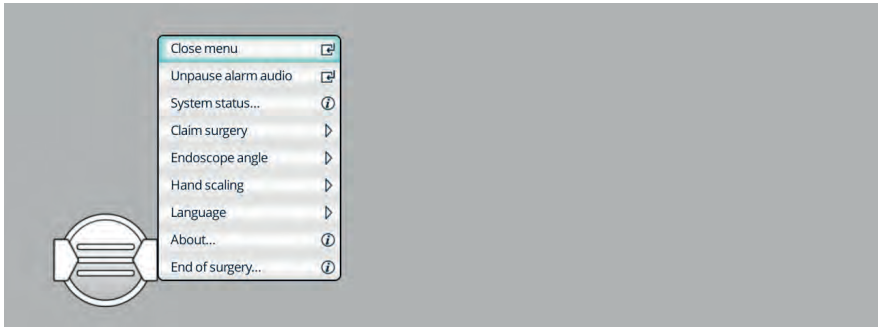 Close menu
Unpause alarm audio
System status...
Claim surgery
Endoscope angle
Hand scaling
Language
About...
End of surgery...